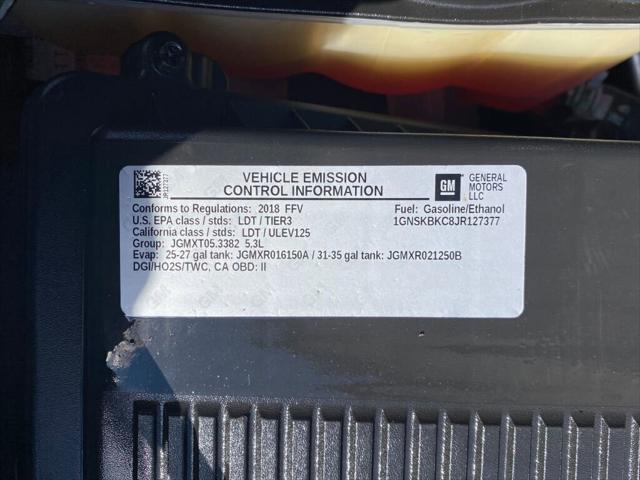 VEHICLE EMISSION
CONTROL INFORMATION
GM
GENERAL
MOTORS
LLC
Conforms to Regulations: 2018 FFV
Fuel: Gasoline/Ethanol
U.S. EPA class / stds: LDT / TIER3
1GNSKBKC8JR127377
California class / stds: LDT / ULEV125
Group: JGMXT05.3382 5.3L
Evap: 25-27 gal tank: JGMXR016150A / 31-35 gal tank: JGMXR021250B
DGI/HO2S/TWC, CA OBD: II